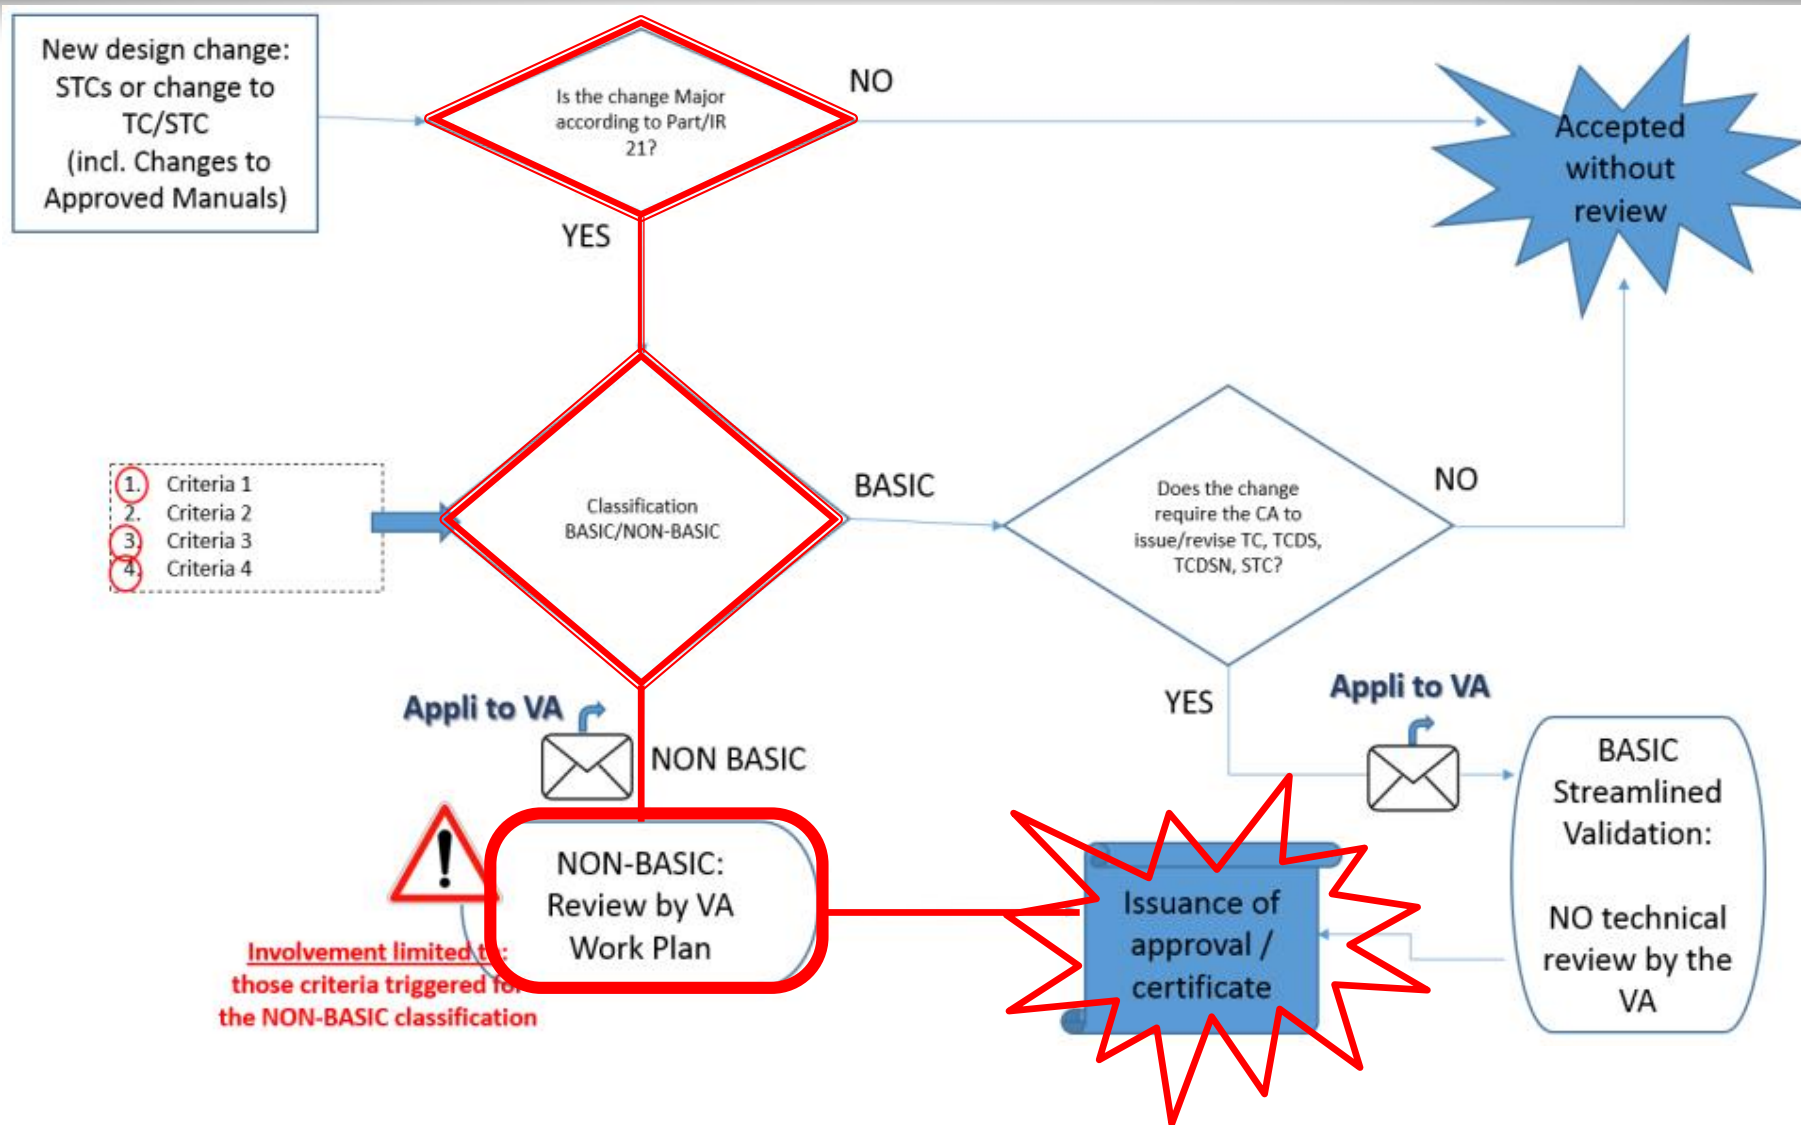 New design change:
STCs or change to
TC/STC
(incl. Changes to
Approved Manuals)
Is the change Major
according to Part/IR
21?
NO
Accepted
without
review
YES
1. Criteria 1
2. Criteria 2
3. Criteria 3
4. Criteria 4
Classification
BASIC/NON-BASIC
BASIC
Does the change
require the CA to
issue/revise TC, TCDS,
TCDSN, STC?
NO
Appli to VA
NON BASIC
YES
Appli to VA
NON-BASIC:
Review by VA
Work Plan
Involvement limited to:
those criteria triggered for
the NON-BASIC classification
Issuance of
approval /
certificate
BASIC
Streamlined
Validation:
NO technical
review by the
VA